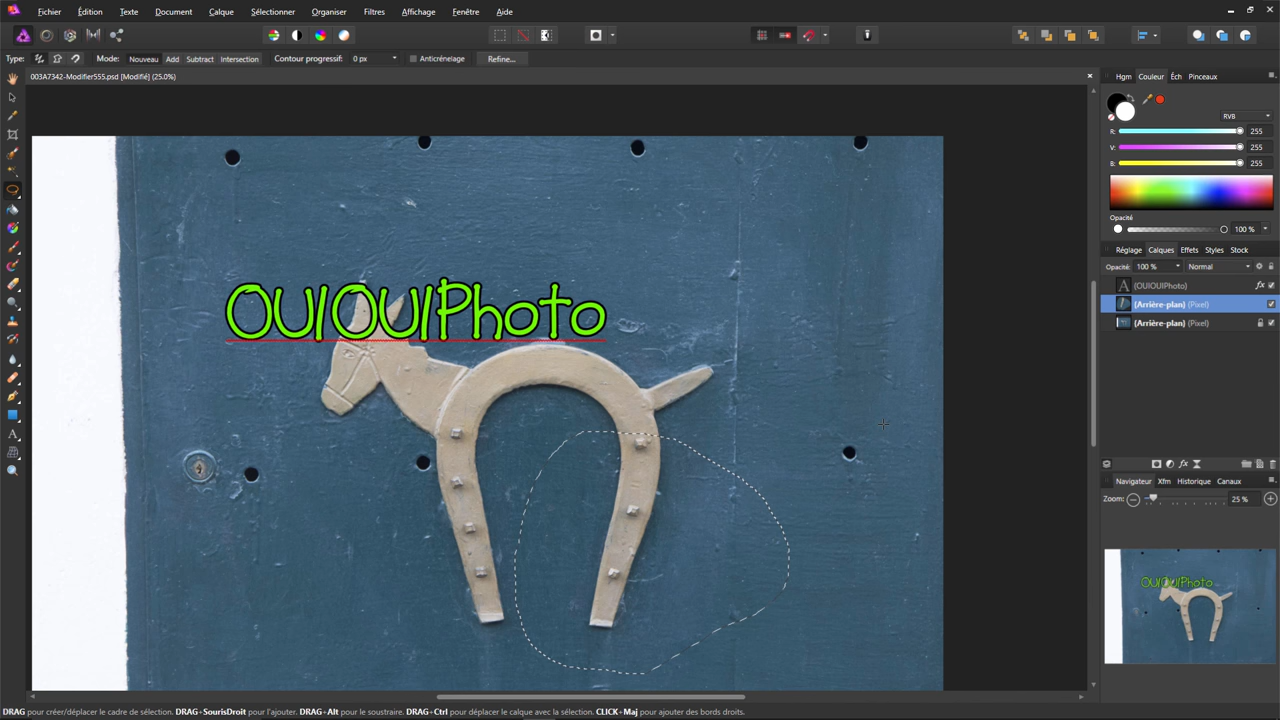 Fichier Édition Texte Document Calque Sélectionner Organiser Filtres Affichage Fenêtre Aide
Type: Mode: Nouveau Add Subtract Intersection Contour progressif: 0 px Anticrénelage Refine...
003A7342-Modifier555.psd [Modifié] (25.0%)
Hgm Couleur Éch Pinceaux
RVB
R: 255
V: 255
B: 255
Opacité
100 %
Réglage Calques Effets Styles Stock
Opacité: 100 % Normal
A (OUIOUIPhoto) fx
(Arrière-plan) (Pixel)
(Arrière-plan) (Pixel)
OUIOUIPhoto
fx
Navigateur Xfm Historique Canaux
Zoom: 25 %
OUIOUIPhoto
DRAG pour créer/déplacer le cadre de sélection. DRAG+SourisDroit pour l'ajouter. DRAG+Alt pour le soustraire. DRAG+Ctrl pour déplacer le calque avec la sélection. CLICK+Maj pour ajouter des bords droits.